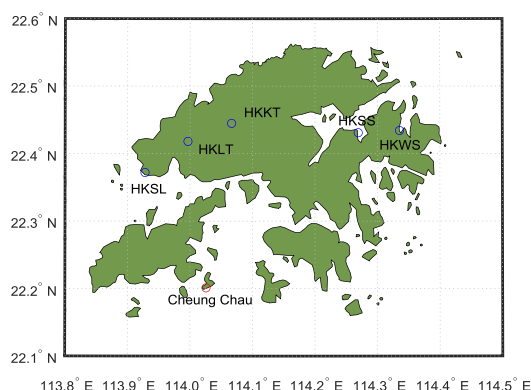 22.6° N
22.5° N
HKKT
HKSS
HKLT
HKWS
22.4° N
HKSL
22.3° N
22.2° N
Cheung Chau
22.1° N
113.8° E 113.9° E 114.0° E 114.1° E 114.2° E 114.3° E 114.4° E 114.5° E